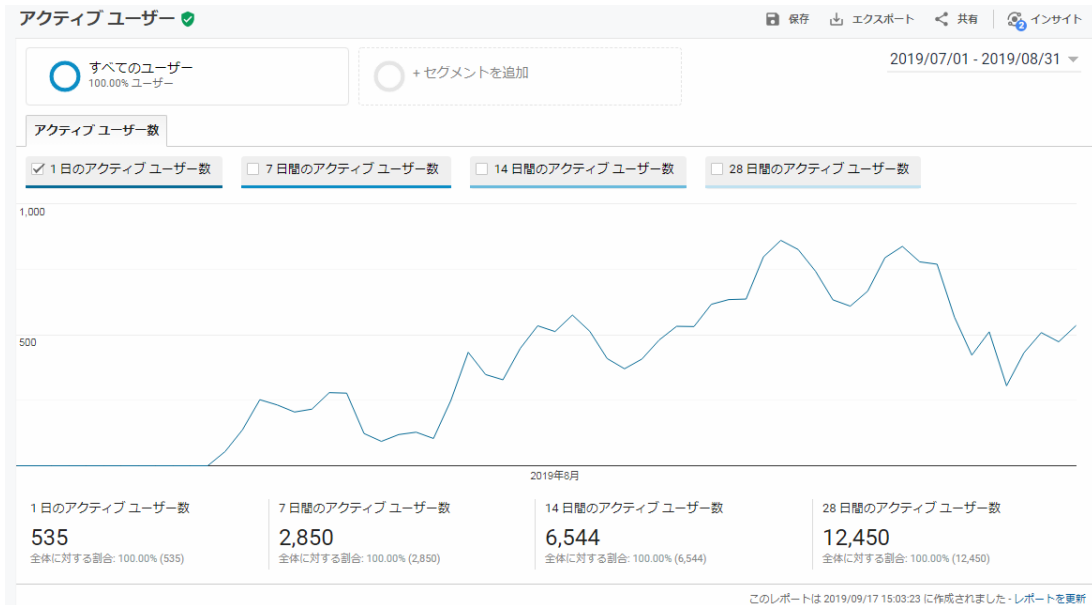 アクティブ ユーザー
保存 エクスポート 共有 2 インサイト
すべてのユーザー
100.00% ユーザー
+ セグメントを追加
2019/07/01 - 2019/08/31
アクティブ ユーザー数
1 日のアクティブ ユーザー数 7 日間のアクティブ ユーザー数 14 日間のアクティブ ユーザー数 28 日間のアクティブ ユーザー数
1,000
500
2019年8月
1 日のアクティブ ユーザー数 7 日間のアクティブ ユーザー数 14 日間のアクティブ ユーザー数 28 日間のアクティブ ユーザー数
535 2,850 6,544 12,450
全体に対する割合: 100.00% (535) 全体に対する割合: 100.00% (2,850) 全体に対する割合: 100.00% (6,544) 全体に対する割合: 100.00% (12,450)
このレポートは 2019/09/17 15:03:23 に作成されました - レポートを更新